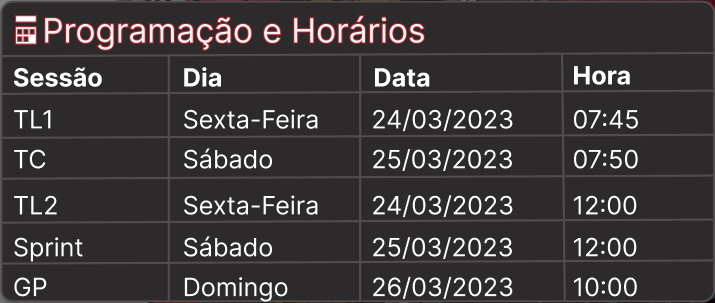 Programação e Horários
Sessão Dia Data Hora
TL1 Sexta-Feira 24/03/2023 07:45
TC Sábado 25/03/2023 07:50
TL2 Sexta-Feira 24/03/2023 12:00
Sprint Sábado 25/03/2023 12:00
GP Domingo 26/03/2023 10:00